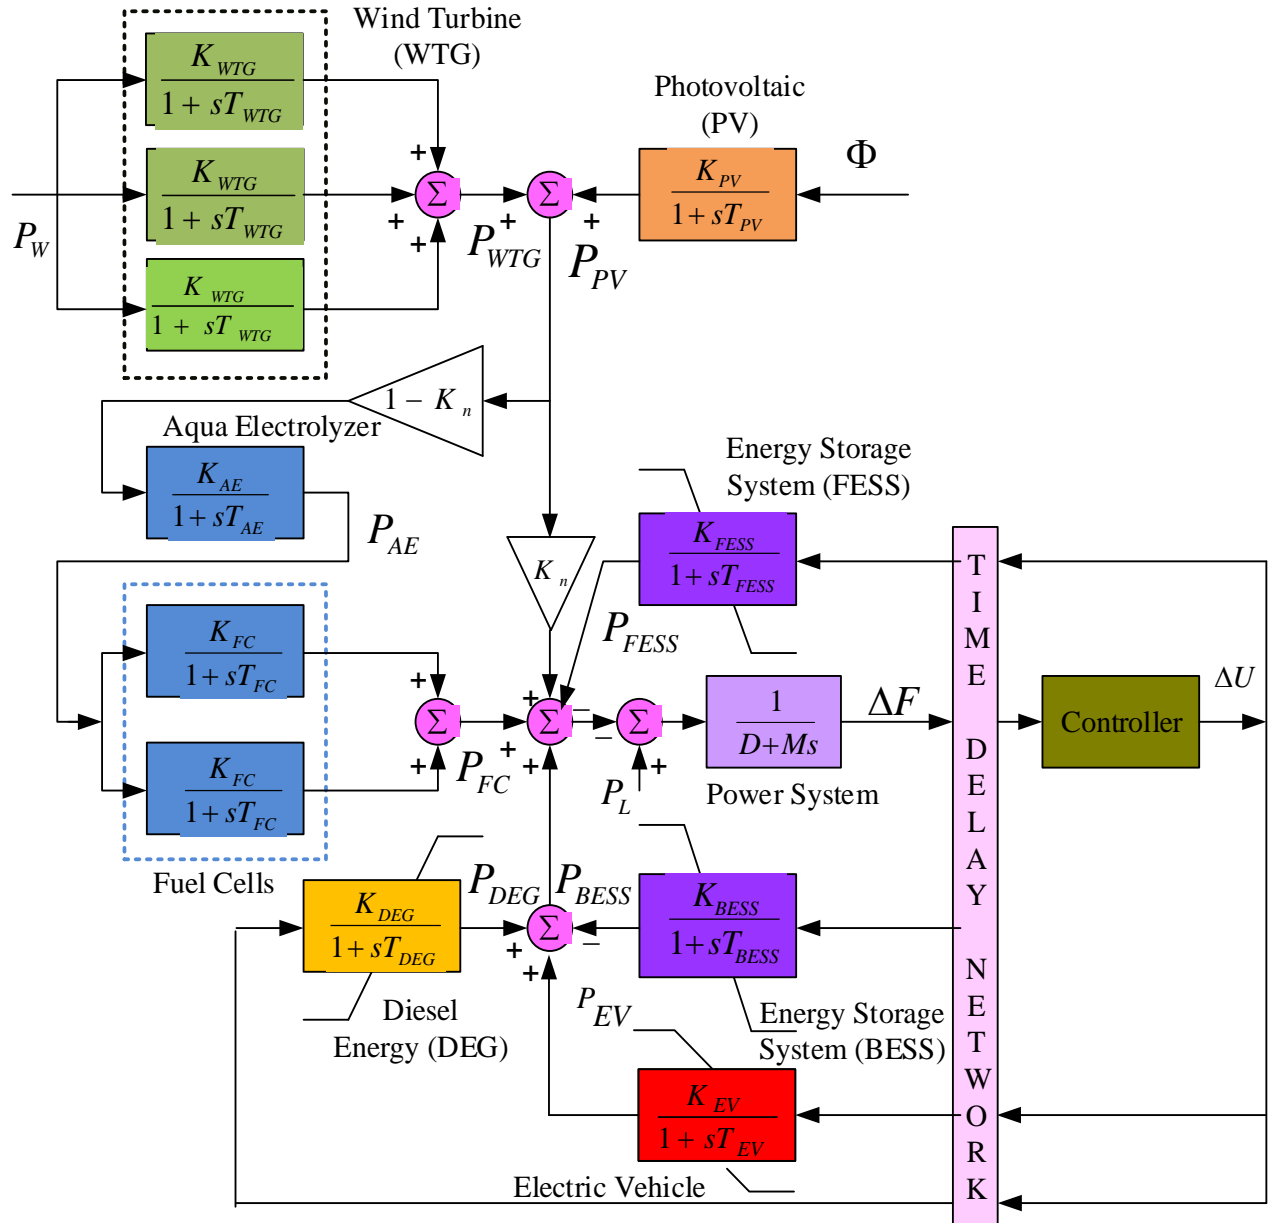 Wind Turbine
(WTG)
K_WTG
1 + sT_WTG
K_WTG
1 + sT_WTG
K_WTG
1 + sT_WTG
P_W
+
+
+
Σ
P_WTG
+
Σ
+
P_PV
Photovoltaic
(PV)
K_PV
1 + sT_PV
Φ
1 − K_n
Aqua Electrolyzer
K_AE
1 + sT_AE
P_AE
K_n
Energy Storage
System (FESS)
K_FESS
1 + sT_FESS
P_FESS
K_FC
1 + sT_FC
K_FC
1 + sT_FC
Fuel Cells
+
+
Σ
P_FC
+
+
−
+
Σ
−
Σ
+
P_L
1
D+Ms
Power System
ΔF
TIME DELAY NETWORK
Controller
ΔU
P_DEG
P_BESS
K_DEG
1 + sT_DEG
Diesel
Energy (DEG)
+
+
−
Σ
K_BESS
1 + sT_BESS
Energy Storage
System (BESS)
P_EV
K_EV
1 + sT_EV
Electric Vehicle